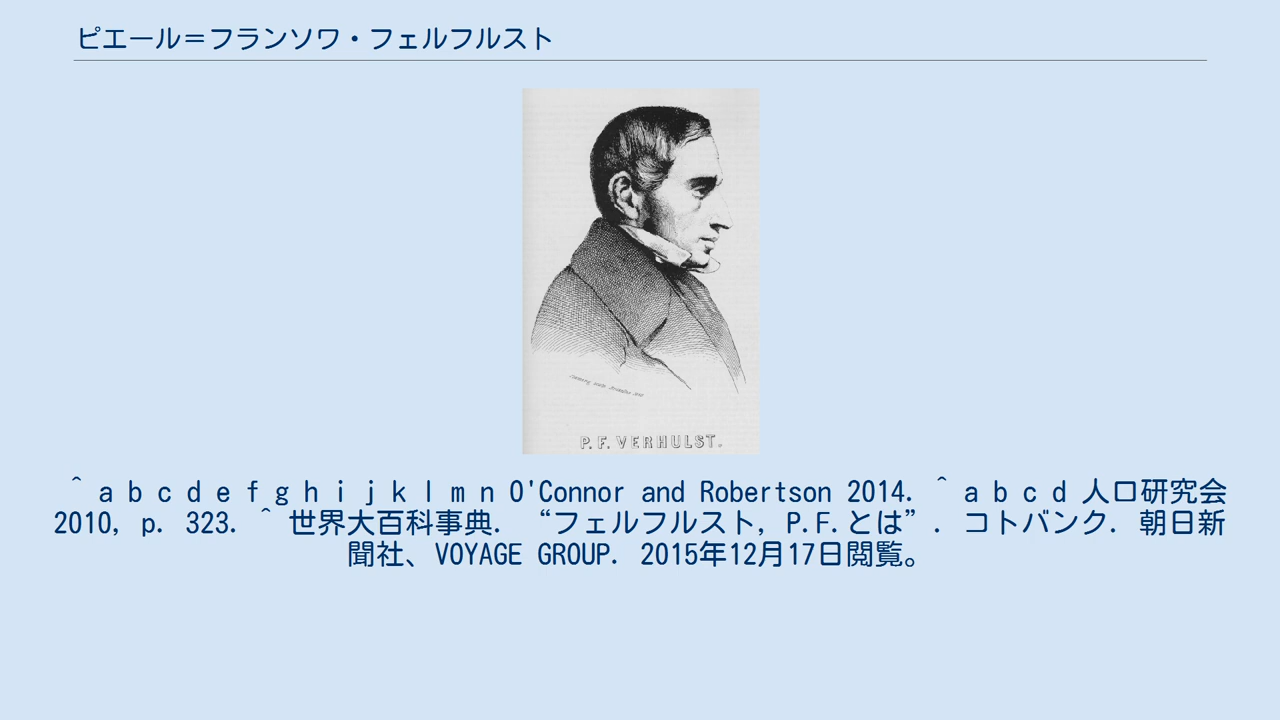 ピエール＝フランソワ・フェルフルスト
P. F. VERHULST.
^ a b c d e f g h i j k l m n O'Connor and Robertson 2014. ^ a b c d 人口研究会
2010, p. 323. ^ 世界大百科事典. “フェルフルスト, P.F.とは”. コトバンク. 朝日新
聞社、VOYAGE GROUP. 2015年12月17日閲覧。